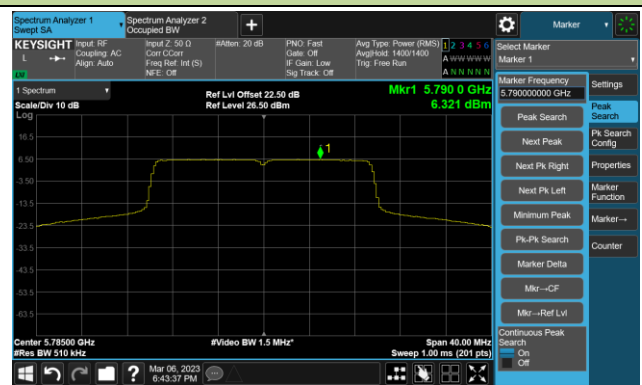 Spectrum Analyzer 1
Swept SA
Spectrum Analyzer 2
Occupied BW
+
Marker
KEYSIGHT
L
LW
Input: RF
Coupling: AC
Align: Auto
Input Z: 50 Ω
Corr CCorr
Freq Ref: Int (S)
NFE: Off
#Atten: 20 dB
PNO: Fast
Gate: Off
IF Gain: Low
Sig Track: Off
Avg Type: Power (RMS)
Avg|Hold: 1400/1400
Trig: Free Run
1 2 3 4 5 6
A W W W W W
A N N N N N
Select Marker
Marker 1
1 Spectrum
Scale/Div 10 dB
Log
Ref Lvl Offset 22.50 dB
Ref Level 26.50 dBm
Mkr1 5.790 0 GHz
6.321 dBm
16.5
6.50
-3.50
-13.5
-23.5
-33.5
-43.5
-53.5
-63.5
1
Center 5.78500 GHz
#Res BW 510 kHz
#Video BW 1.5 MHz*
Span 40.00 MHz
Sweep 1.00 ms (201 pts)
Marker Frequency
5.790000000 GHz
Peak Search
Next Peak
Next Pk Right
Next Pk Left
Minimum Peak
Pk-Pk Search
Marker Delta
Mkr→CF
Mkr→Ref Lvl
Continuous Peak
Search
On
Off
Settings
Peak
Search
Pk Search
Config
Properties
Marker
Function
Marker→
Counter
?
Mar 06, 2023
6:43:37 PM